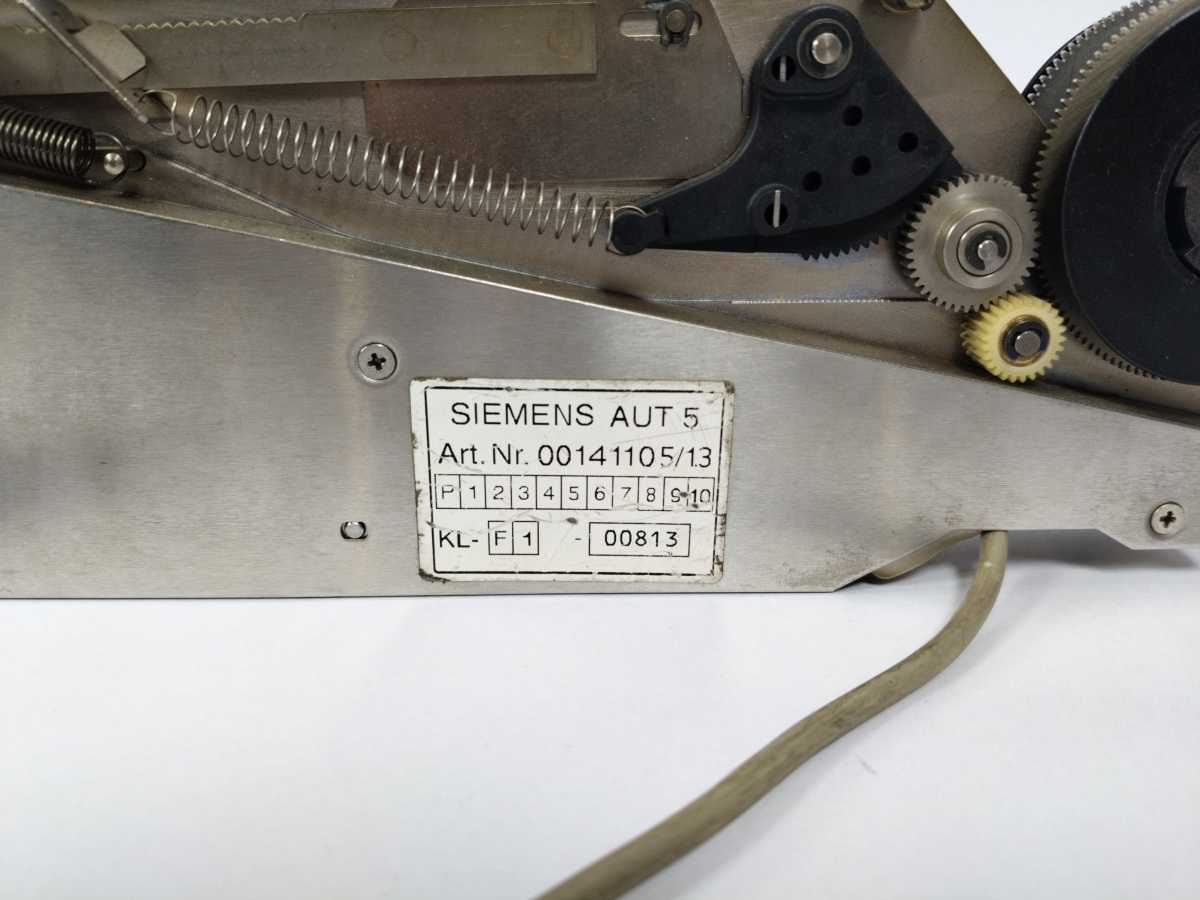 SIEMENS AUT 5
Art. Nr. 00141105/13
P 1 2 3 4 5 6 7 8 9 10
KL- F 1 - 00813